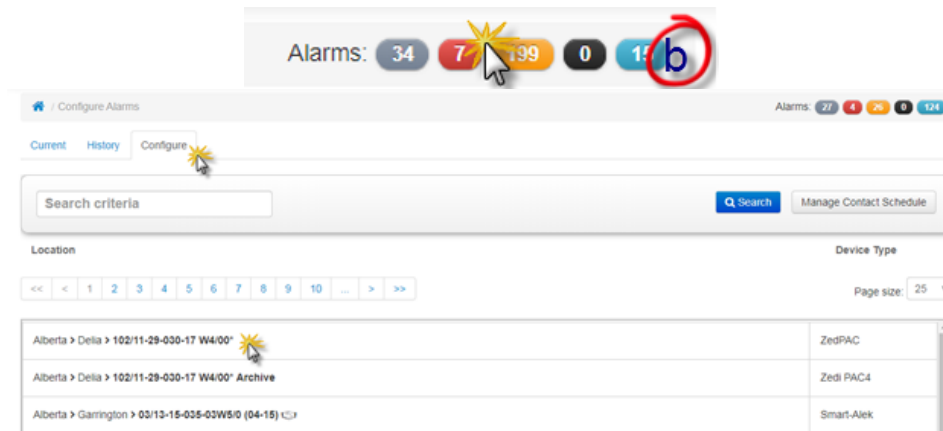 Alarms: 34 7 199 0 15 b
/ Configure Alarms Alarms: 27 4 26 0 124
Current History Configure
Search criteria Search Manage Contact Schedule
Location Device Type
<< < 1 2 3 4 5 6 7 8 9 10 ... > >> Page size: 25
Alberta > Delia > 102/11-29-030-17 W4/00* ZedPAC
Alberta > Delia > 102/11-29-030-17 W4/00* Archive Zedi PAC4
Alberta > Garrington > 03/13-15-035-03W5/0 (04-15) Smart-Alek